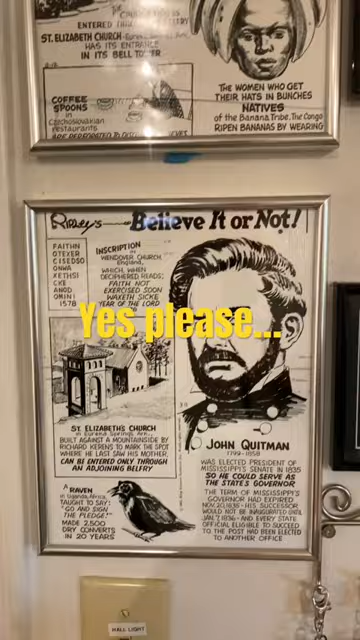 ENTERED THROUGH
ST. ELIZABETH CHURCH
HAS ITS ENTRANCE
IN ITS BELL TOWER
COFFEE
SPOONS
in
Czechoslovakian
restaurants
THE WOMEN WHO GET
THEIR HATS IN BUNCHES
NATIVES
of the Banana Tribe, The Congo
RIPEN BANANAS BY WEARING
Ripley's Believe It or Not!
FAITHN
OTEXER
CISEDSO
ONWA
XETHSI
CKE
ANOD
OMINI
1578
INSCRIPTION
in
WENDOVER CHURCH,
England,
WHICH, WHEN
DECIPHERED READS:
FAITH NOT
EXERCISED SOON
WAXETH SICKE
YEAR OF THE LORD
Yes please...
ST. ELIZABETH'S CHURCH
in Eureka Springs, Ark.,
BUILT AGAINST A MOUNTAINSIDE BY
RICHARD KERENS TO MARK THE SPOT
WHERE HE LAST SAW HIS MOTHER,
CAN BE ENTERED ONLY THROUGH
AN ADJOINING BELFRY
A RAVEN
in Uganda, Africa,
TAUGHT TO SAY:
"GO AND SIGN
THE PLEDGE!"
MADE 2,500
DRY CONVERTS
IN 20 YEARS
JOHN QUITMAN
1799-1858
WAS ELECTED PRESIDENT OF
MISSISSIPPI'S SENATE IN 1835
SO HE COULD SERVE AS
THE STATE'S GOVERNOR
THE TERM OF MISSISSIPPI'S
GOVERNOR HAD EXPIRED
NOV. 20, 1835 - HIS SUCCESSOR
WOULD NOT BE INAUGURATED UNTIL
JAN. 7, 1836 - AND EVERY STATE
OFFICIAL ELIGIBLE TO SUCCEED
TO THE POST HAD BEEN ELECTED
TO ANOTHER OFFICE
HALL LIGHT